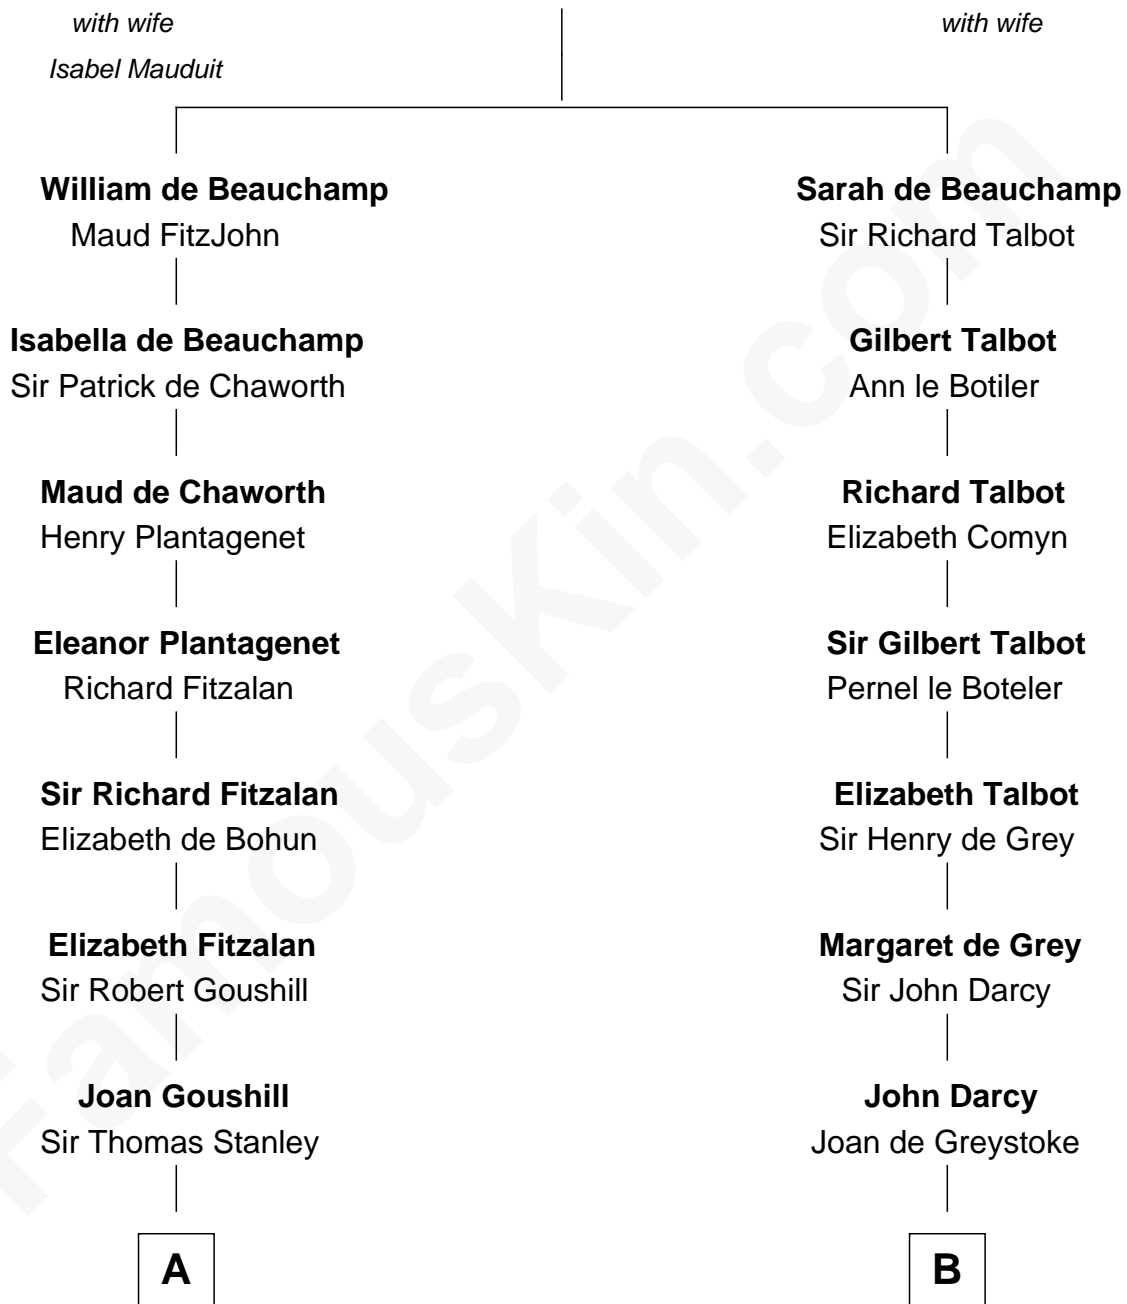 with wife
Isabel Mauduit
with wife
William de Beauchamp
Maud FitzJohn
Sarah de Beauchamp
Sir Richard Talbot
Isabella de Beauchamp
Sir Patrick de Chaworth
Gilbert Talbot
Ann le Botiler
Maud de Chaworth
Henry Plantagenet
Richard Talbot
Elizabeth Comyn
Eleanor Plantagenet
Richard Fitzalan
Sir Gilbert Talbot
Pernel le Boteler
Sir Richard Fitzalan
Elizabeth de Bohun
Elizabeth Talbot
Sir Henry de Grey
Elizabeth Fitzalan
Sir Robert Goushill
Margaret de Grey
Sir John Darcy
Joan Goushill
Sir Thomas Stanley
John Darcy
Joan de Greystoke
A
B
FamousKin.com